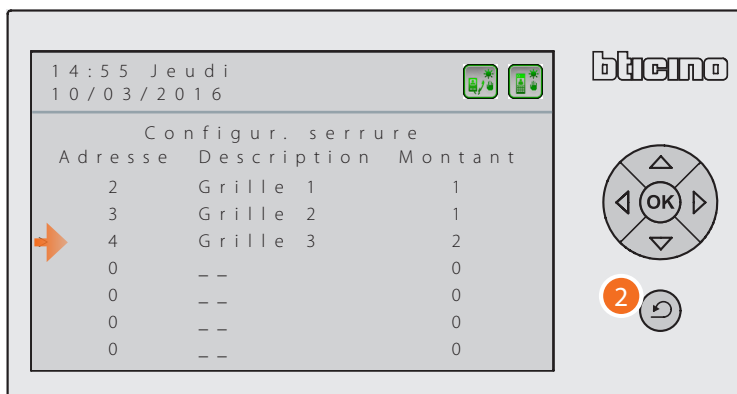 14:55 Jeudi
10/03/2016
bticino
Configur. serrure
Adresse Description Montant
2 Grille 1 1
3 Grille 2 1
4 Grille 3 2
0 _ _ 0
0 _ _ 0
0 _ _ 0
0 _ _ 0
OK
2